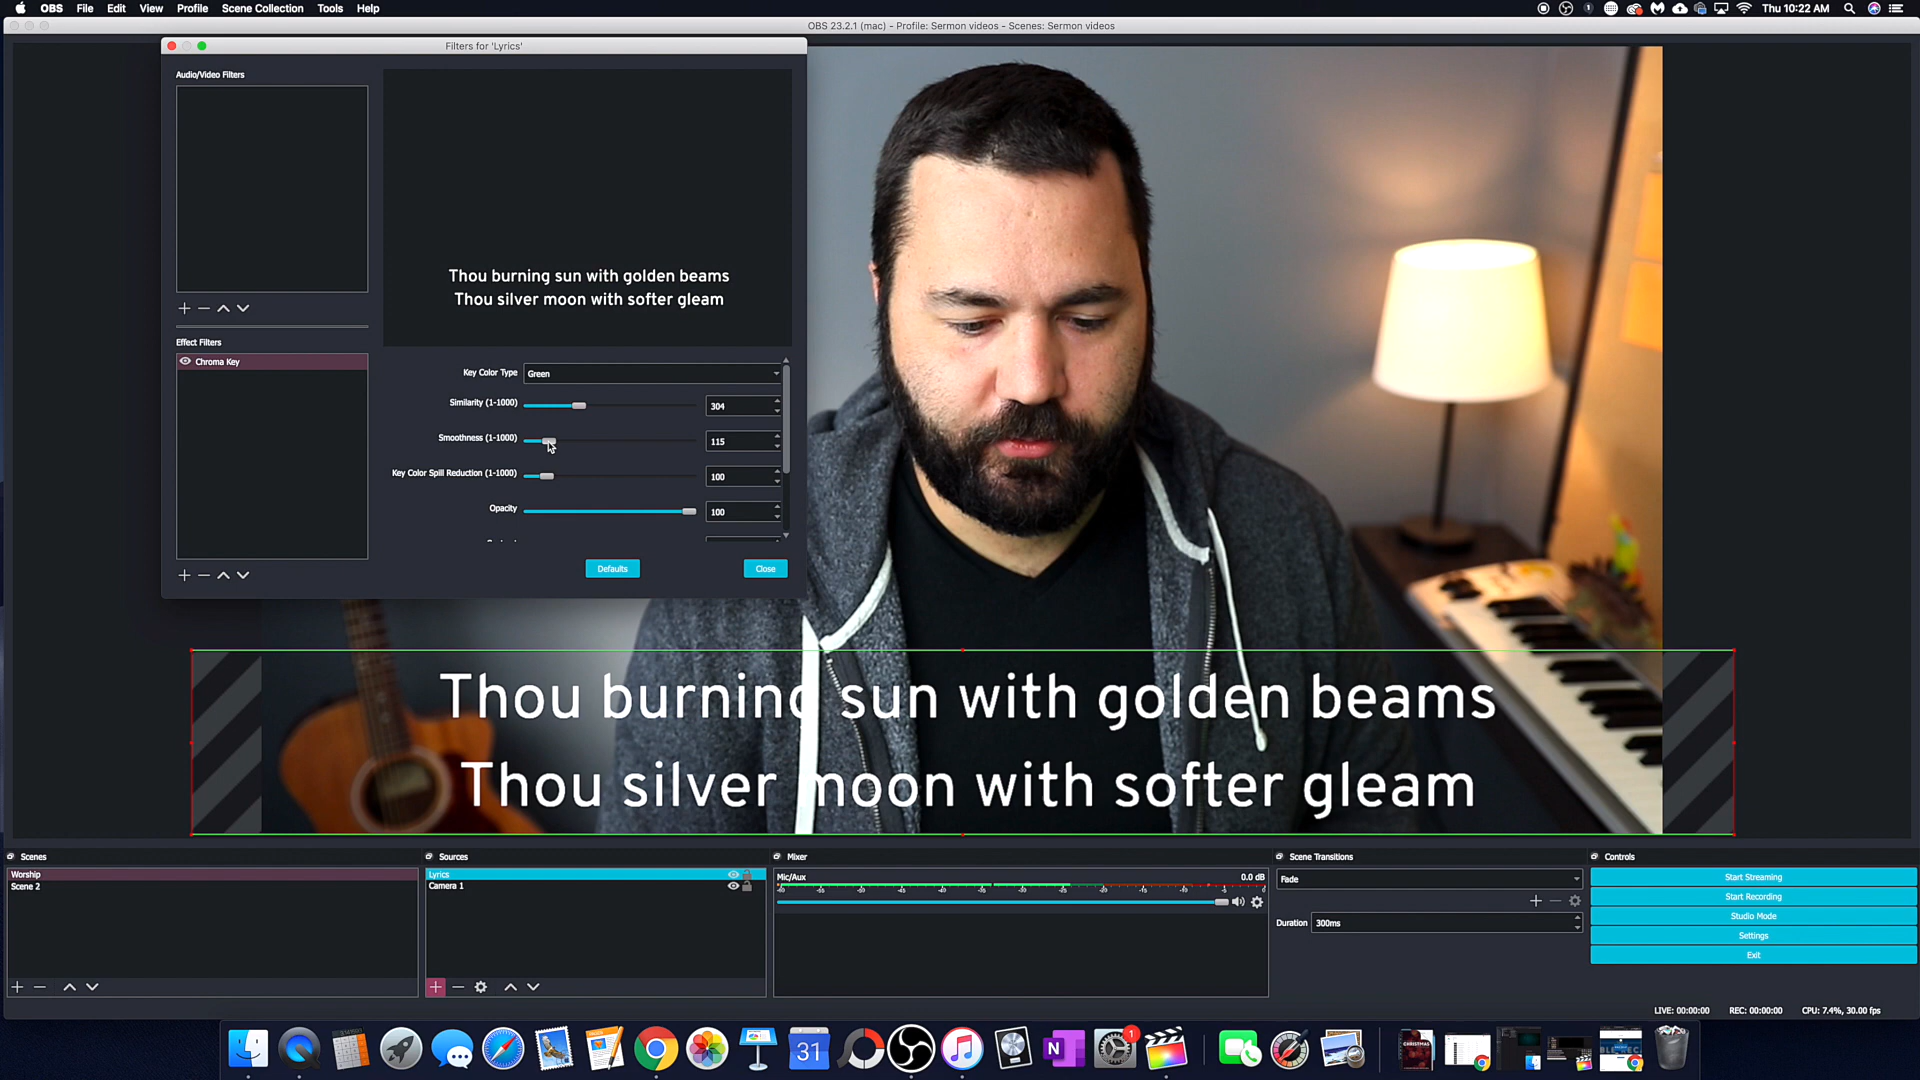 OBS File Edit View Profile Scene Collection Tools Help
Thu 10:22 AM
OBS 23.2.1 (mac) - Profile: Sermon videos - Scenes: Sermon videos
Filters for 'Lyrics'
Audio/Video Filters
Thou burning sun with golden beams
Thou silver moon with softer gleam
Effect Filters
Chroma Key
Key Color Type Green
Similarity (1-1000) 304
Smoothness (1-1000) 115
Key Color Spill Reduction (1-1000) 100
Opacity 100
Defaults Close
Thou burning sun with golden beams
Thou silver moon with softer gleam
Scenes
Worship
Scene 2
Sources
Lyrics
Camera 1
Mixer
Mic/Aux 0.0 dB
Scene Transitions
Fade
Duration 300ms
Controls
Start Streaming
Start Recording
Studio Mode
Settings
Exit
LIVE: 00:00:00 REC: 00:00:00 CPU: 7.4%, 30.00 fps
31
N
1
CHRISTMAS